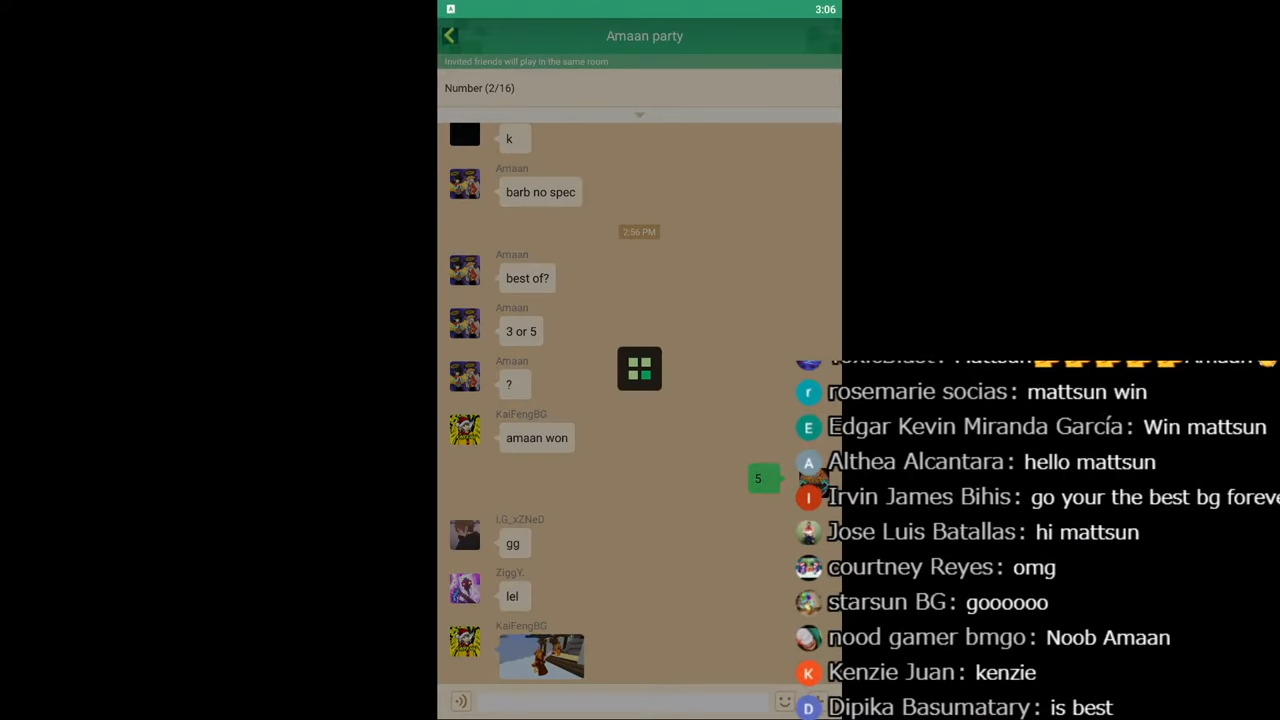 A
3:06
Amaan party
Invited friends will play in the same room
Number (2/16)
k
Amaan
barb no spec
2:56 PM
Amaan
best of?
Amaan
3 or 5
Amaan
?
KaiFengBG
amaan won
5
I.G_xZNeD
gg
ZiggY.
lel
KaiFengBG
r rosemarie socias: mattsun win
E Edgar Kevin Miranda García: Win mattsun
A Althea Alcantara: hello mattsun
I Irvin James Bihis: go your the best bg foreve
Jose Luis Batallas: hi mattsun
courtney Reyes: omg
starsun BG: goooooo
nood gamer bmgo: Noob Amaan
K Kenzie Juan: kenzie
D Dipika Basumatary: is best